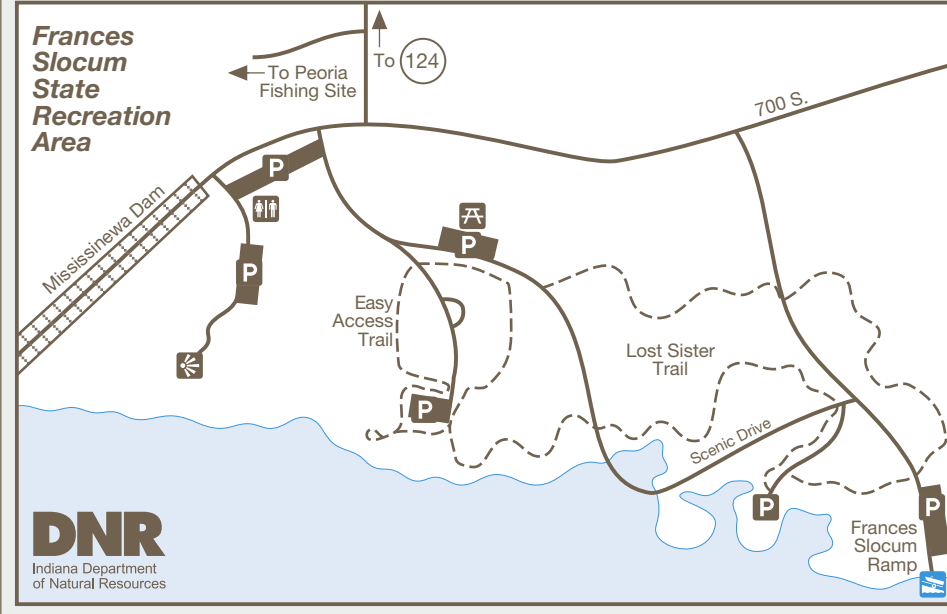 Frances
Slocum
State
Recreation
Area
To 124
To Peoria
Fishing Site
700 S.
Mississinewa Dam
P
P
P
Easy
Access
Trail
Lost Sister
Trail
P
Scenic Drive
P
P
Frances
Slocum
Ramp
DNR
Indiana Department
of Natural Resources